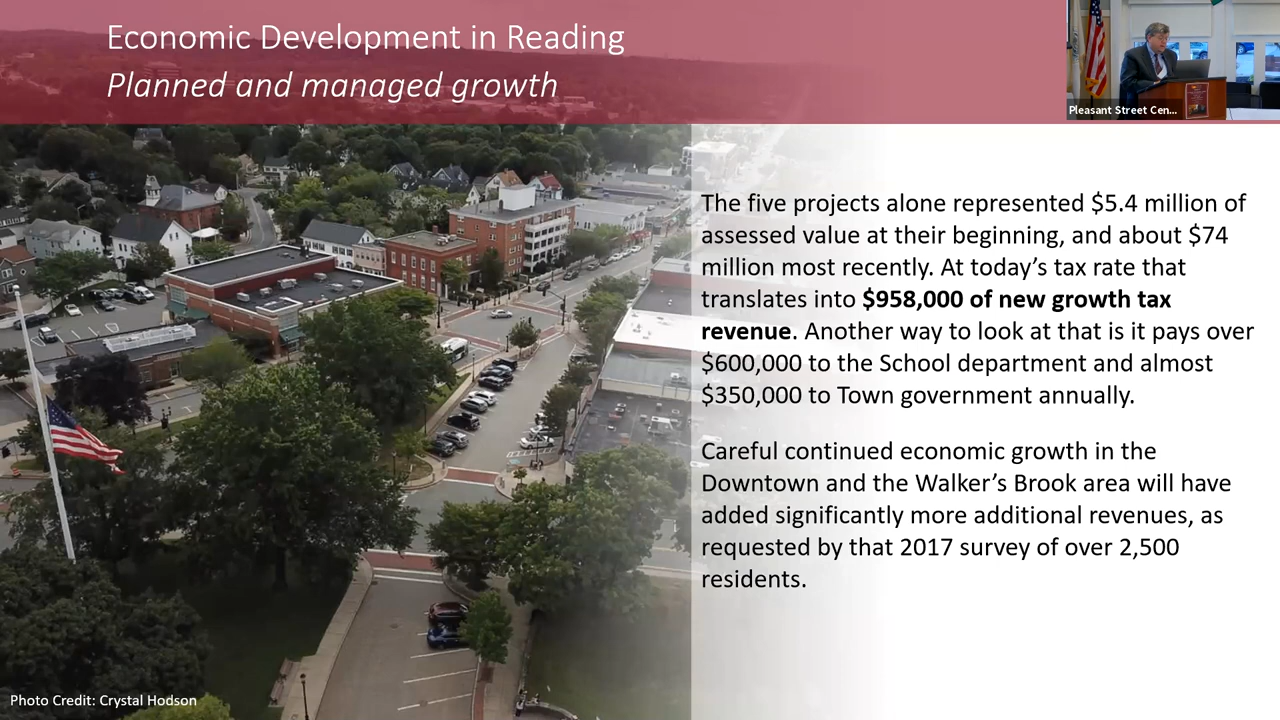 Economic Development in Reading
Planned and managed growth
Pleasant Street Cen...
The five projects alone represented $5.4 million of
assessed value at their beginning, and about $74
million most recently. At today’s tax rate that
translates into $958,000 of new growth tax
revenue. Another way to look at that is it pays over
$600,000 to the School department and almost
$350,000 to Town government annually.
Careful continued economic growth in the
Downtown and the Walker’s Brook area will have
added significantly more additional revenues, as
requested by that 2017 survey of over 2,500
residents.
Photo Credit: Crystal Hodson